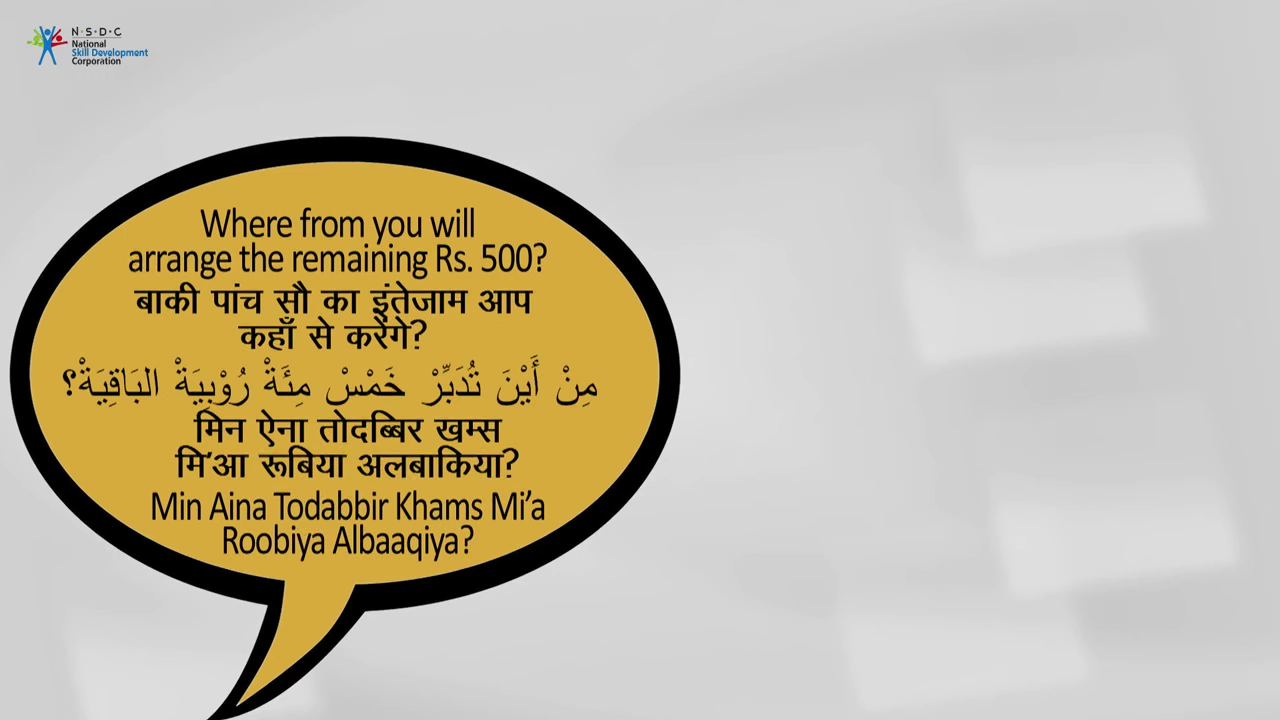 N·S·D·C
National
Skill Development
Corporation
Where from you will
arrange the remaining Rs. 500?
बाकी पांच सौ का इंतेजाम आप
कहाँ से करेंगे?
مِنْ أَيْنَ تُدَبِّرْ خَمْسْ مِئَةْ رُوْبِيَةْ البَاقِيَةْ؟
मिन ऐना तोदब्बिर खम्स
मि’आ रूबिया अलबाकिया?
Min Aina Todabbir Khams Mi’a
Roobiya Albaaqiya?